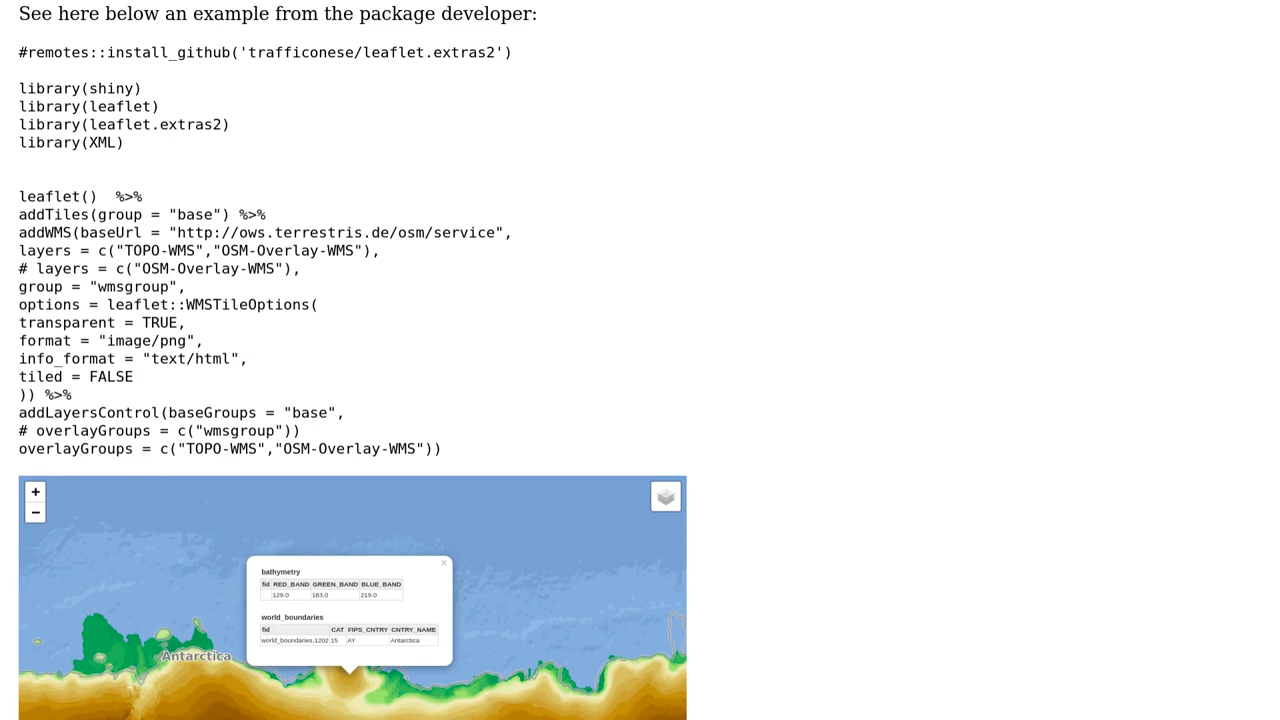 See here below an example from the package developer:
#remotes::install_github('trafficonese/leaflet.extras2')
library(shiny)
library(leaflet)
library(leaflet.extras2)
library(XML)
leaflet()  %>%
addTiles(group = "base") %>%
addWMS(baseUrl = "http://ows.terrestris.de/osm/service",
layers = c("TOPO-WMS","OSM-Overlay-WMS"),
# layers = c("OSM-Overlay-WMS"),
group = "wmsgroup",
options = leaflet::WMSTileOptions(
transparent = TRUE,
format = "image/png",
info_format = "text/html",
tiled = FALSE
)) %>%
addLayersControl(baseGroups = "base",
# overlayGroups = c("wmsgroup"))
overlayGroups = c("TOPO-WMS","OSM-Overlay-WMS"))
+
−
×
bathymetry
fid RED_BAND GREEN_BAND BLUE_BAND
129.0 183.0 219.0
world_boundaries
fid CAT FIPS_CNTRY CNTRY_NAME
world_boundaries.1202 15 AY Antarctica
Antarctica